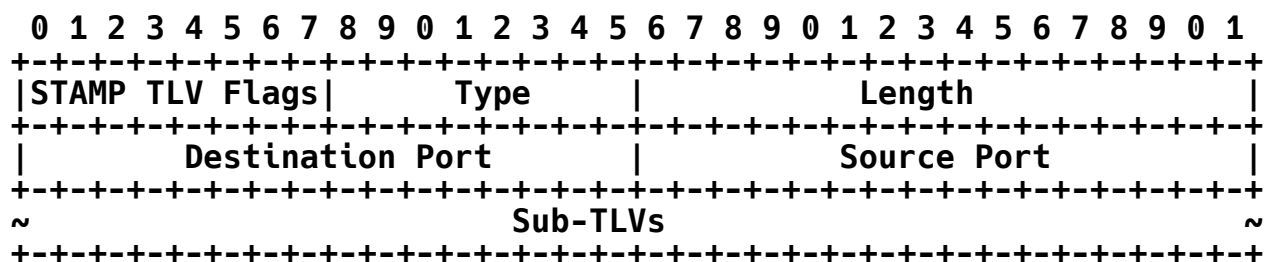 0 1 2 3 4 5 6 7 8 9 0 1 2 3 4 5 6 7 8 9 0 1 2 3 4 5 6 7 8 9 0 1
+-+-+-+-+-+-+-+-+-+-+-+-+-+-+-+-+-+-+-+-+-+-+-+-+-+-+-+-+-+-+-+-+
|STAMP TLV Flags|      Type     |           Length              |
+-+-+-+-+-+-+-+-+-+-+-+-+-+-+-+-+-+-+-+-+-+-+-+-+-+-+-+-+-+-+-+-+
|        Destination Port       |          Source Port          |
+-+-+-+-+-+-+-+-+-+-+-+-+-+-+-+-+-+-+-+-+-+-+-+-+-+-+-+-+-+-+-+-+
~                         Sub-TLVs                              ~
+-+-+-+-+-+-+-+-+-+-+-+-+-+-+-+-+-+-+-+-+-+-+-+-+-+-+-+-+-+-+-+-+